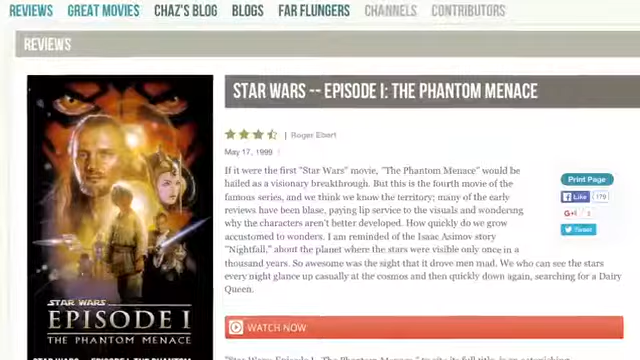 REVIEWS GREAT MOVIES CHAZ'S BLOG BLOGS FAR FLUNGERS CHANNELS CONTRIBUTORS
REVIEWS
STAR WARS -- EPISODE I: THE PHANTOM MENACE
Roger Ebert
May 17, 1999
If it were the first "Star Wars" movie, "The Phantom Menace" would be
hailed as a visionary breakthrough. But this is the fourth movie of the
famous series, and we think we know the territory; many of the early
reviews have been blase, paying lip service to the visuals and wondering
why the characters aren't better developed. How quickly do we grow
accustomed to wonders. I am reminded of the Isaac Asimov story
"Nightfall," about the planet where the stars were visible only once in a
thousand years. So awesome was the sight that it drove men mad. We who can see the stars
every night glance up casually at the cosmos and then quickly down again, searching for a Dairy
Queen.
Print Page
Like 179
Tweet
WATCH NOW
STAR WARS
EPISODE I
THE PHANTOM MENACE